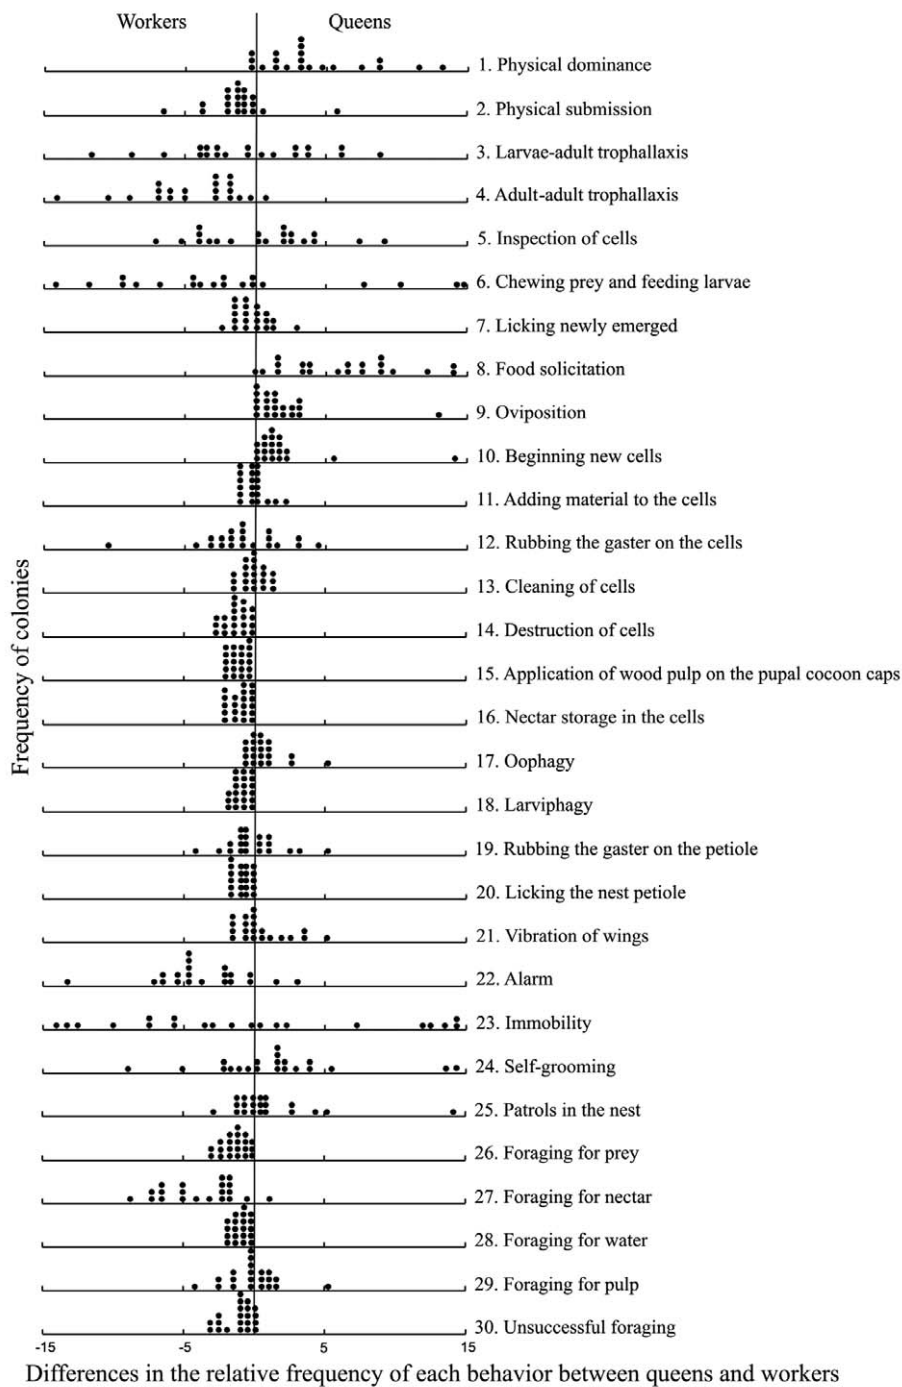 Workers Queens
1. Physical dominance
2. Physical submission
3. Larvae-adult trophallaxis
4. Adult-adult trophallaxis
5. Inspection of cells
6. Chewing prey and feeding larvae
7. Licking newly emerged
8. Food solicitation
9. Oviposition
10. Beginning new cells
11. Adding material to the cells
12. Rubbing the gaster on the cells
13. Cleaning of cells
14. Destruction of cells
15. Application of wood pulp on the pupal cocoon caps
16. Nectar storage in the cells
17. Oophagy
18. Larviphagy
19. Rubbing the gaster on the petiole
20. Licking the nest petiole
21. Vibration of wings
22. Alarm
23. Immobility
24. Self-grooming
25. Patrols in the nest
26. Foraging for prey
27. Foraging for nectar
28. Foraging for water
29. Foraging for pulp
30. Unsuccessful foraging
Frequency of colonies
-15 -5 5 15
Differences in the relative frequency of each behavior between queens and workers